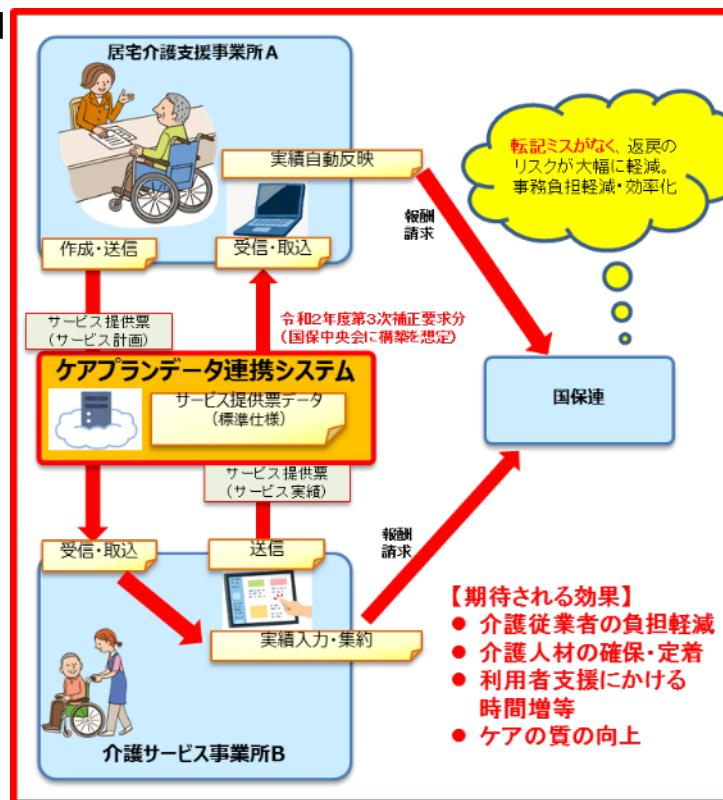 居宅介護支援事業所A
実績自動反映
作成・送信
受信・取込
報酬
請求
転記ミスがなく、返戻の
リスクが大幅に軽減。
事務負担軽減・効率化
サービス提供票
(サービス計画)
令和2年度第3次補正要求分
(国保中央会に構築を想定)
ケアプランデータ連携システム
サービス提供票データ
(標準仕様)
国保連
サービス提供票
(サービス実績)
受信・取込
送信
報酬
請求
実績入力・集約
介護サービス事業所B
【期待される効果】
● 介護従業者の負担軽減
● 介護人材の確保・定着
● 利用者支援にかける
時間増等
● ケアの質の向上